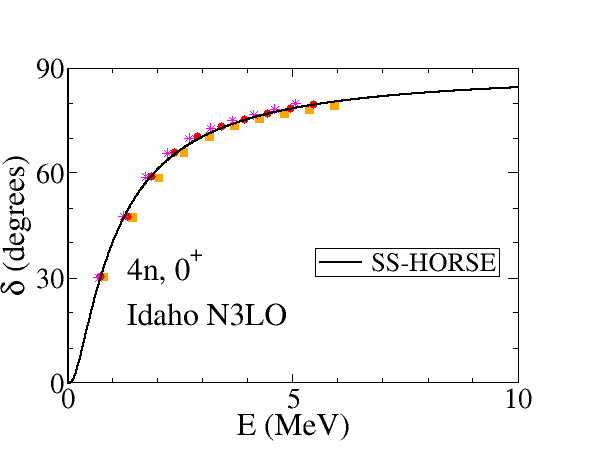 90
60
30
0
δ (degrees)
4n, 0+
Idaho N3LO
SS-HORSE
0 5 10
E (MeV)